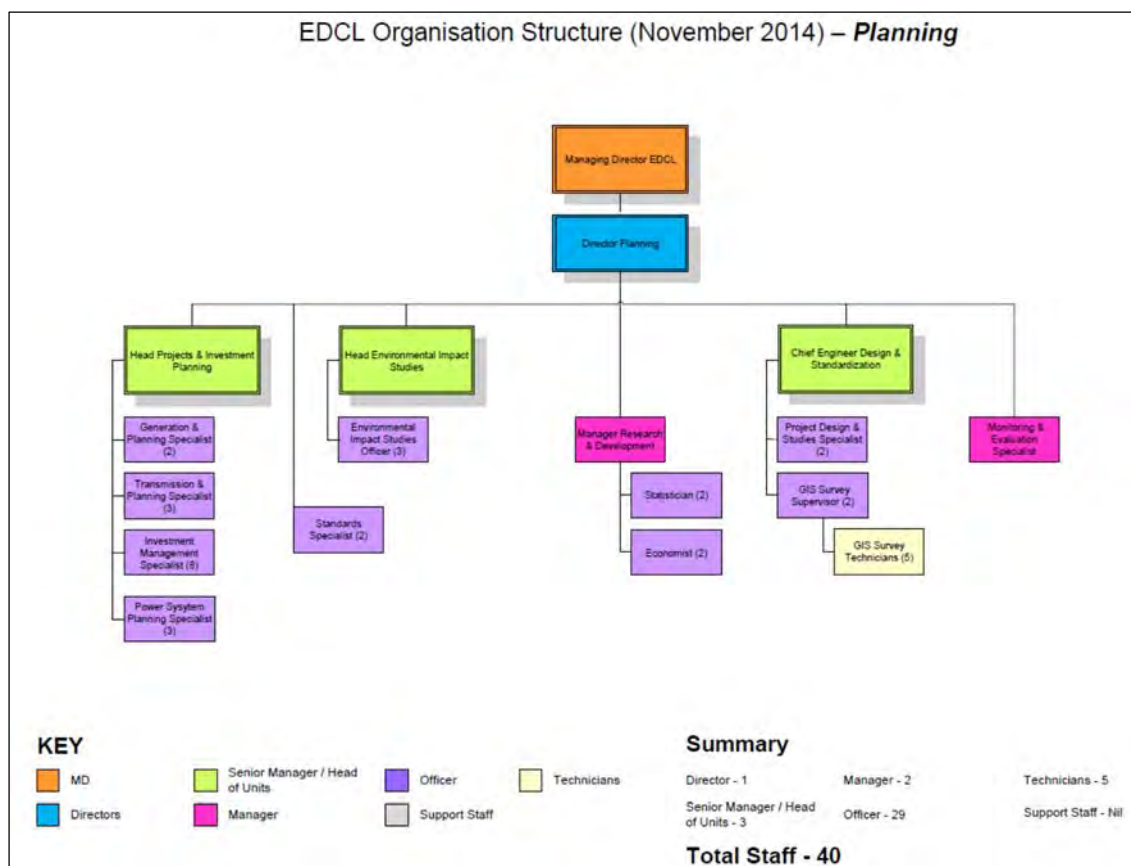 EDCL Organisation Structure (November 2014) – Planning
Managing Director EDCL
Director Planning
Head Projects & Investment
Planning
Head Environmental Impact
Studies
Chief Engineer Design &
Standardization
Generation
& Planning Specialist
(2)
Environmental
Impact Studies
Officer (3)
Manager Research
& Development
Project Design
& Studies Specialist
(2)
Monitoring &
Evaluation
Specialist
Transmission &
Planning Specialist
(3)
Statistician (2)
GIS Survey
Supervisor (2)
Standards
Specialist (2)
Investment
Management
Specialist
Economist (2)
GIS Survey
Technicians (5)
Power Sysytem
Planning Specialist
(3)
KEY
MD
Senior Manager / Head
of Units
Officer
Technicians
Directors
Manager
Support Staff
Summary
Director - 1
Manager - 2
Technicians - 5
Senior Manager / Head
of Units - 3
Officer - 29
Support Staff - Nil
Total Staff - 40